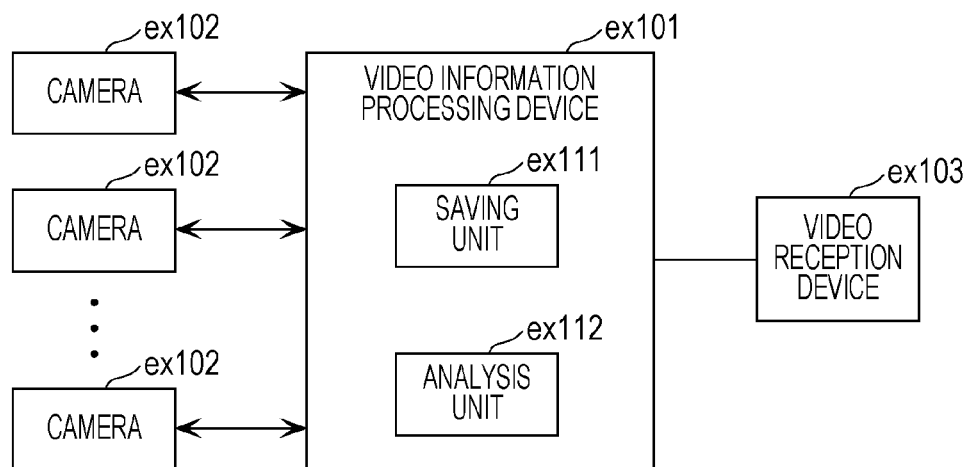 ex102
CAMERA
ex102
CAMERA
ex102
CAMERA
ex101
VIDEO INFORMATION
PROCESSING DEVICE
ex111
SAVING
UNIT
ex112
ANALYSIS
UNIT
ex103
VIDEO
RECEPTION
DEVICE